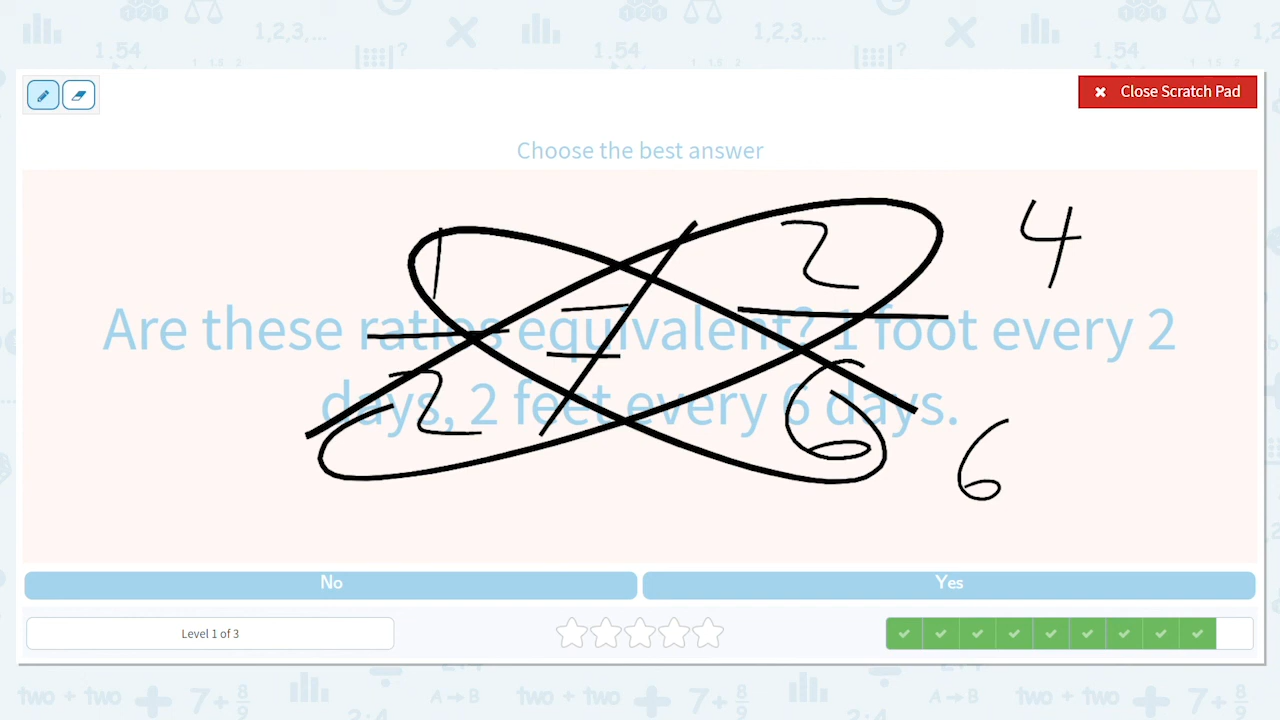 Close Scratch Pad
Choose the best answer
1 2 4
Are these ratios equivalent? 1 foot every 2
≠
days, 2 feet every 6 days.
2 6 6
No Yes
Level 1 of 3